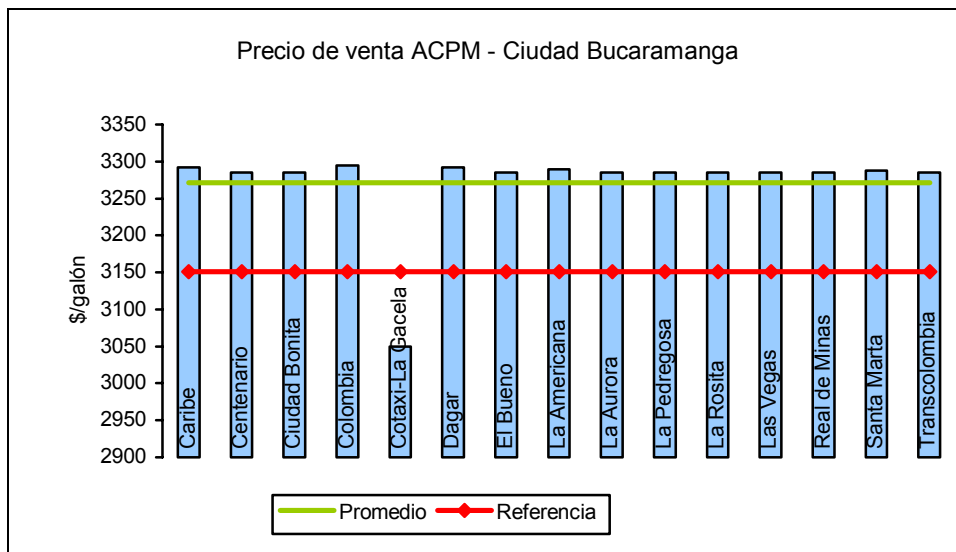 Precio de venta ACPM - Ciudad Bucaramanga
3350
3300
3250
3200
3150
3100
3050
3000
2950
2900
$/galón
Caribe
Centenario
Ciudad Bonita
Colombia
Cotaxi-La Gacela
Dagar
El Bueno
La Americana
La Aurora
La Pedregosa
La Rosita
Las Vegas
Real de Minas
Santa Marta
Transcolombia
Promedio
Referencia